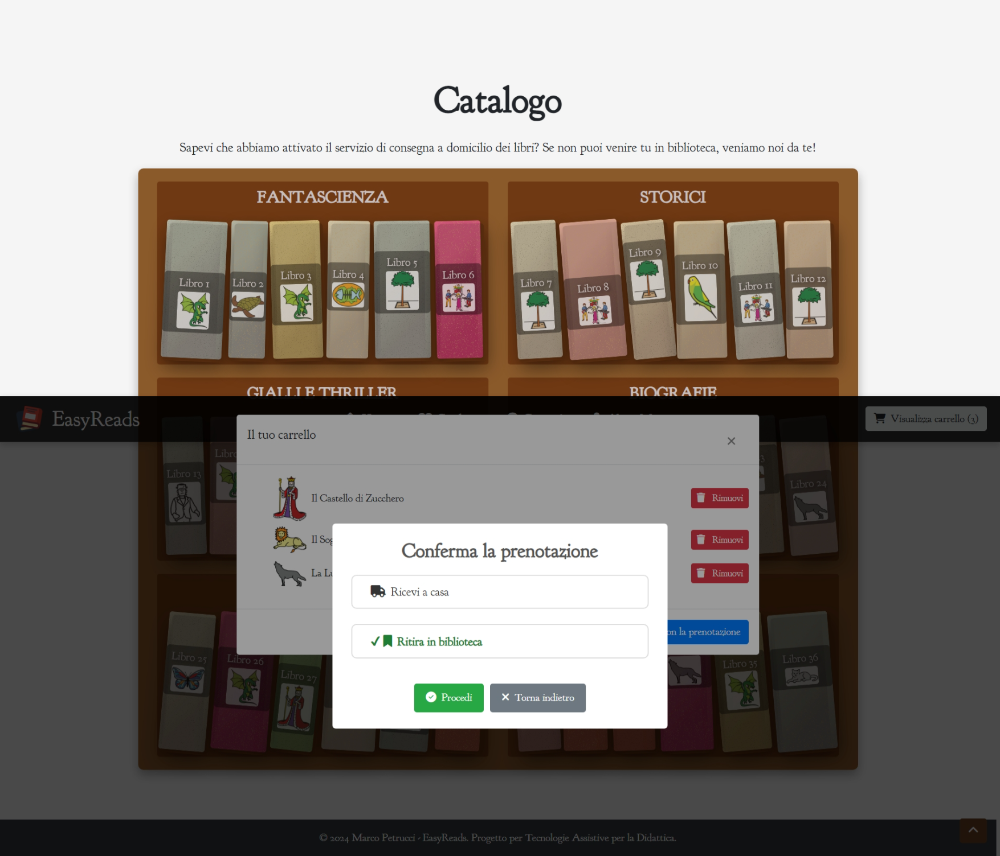 Catalogo
Sapevi che abbiamo attivato il servizio di consegna a domicilio dei libri? Se non puoi venire tu in biblioteca, veniamo noi da te!
FANTASCIENZA
STORICI
Libro 1
Libro 2
Libro 3
Libro 4
Libro 5
Libro 6
Libro 7
Libro 8
Libro 9
Libro 10
Libro 11
Libro 12
GIALLI E THRILLER
BIOGRAFIE
EasyReads
Visualizza carrello (3)
Il tuo carrello
Libro 13
Libro
Libro 24
Il Castello di Zucchero
Rimuovi
Il Sog
Rimuovi
La Lu
Rimuovi
Conferma la prenotazione
Ricevi a casa
Ritira in biblioteca
Procedi
Torna indietro
on la prenotazione
Libro 25
Libro 26
Libro 27
Libro 35
Libro 36
© 2024 Marco Petrucci - EasyReads. Progetto per Tecnologie Assistive per la Didattica.